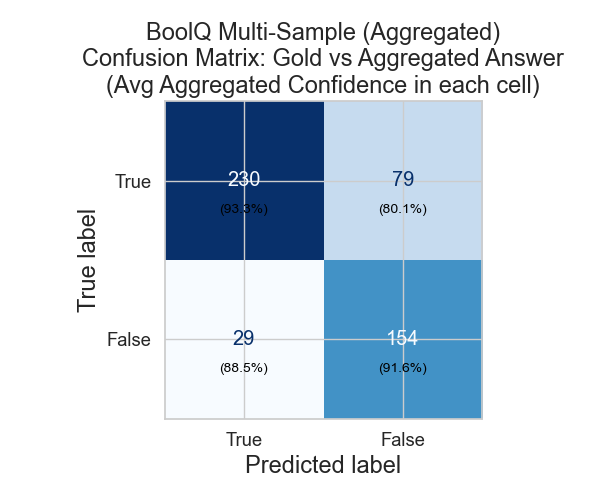 BoolQ Multi-Sample (Aggregated)
Confusion Matrix: Gold vs Aggregated Answer
(Avg Aggregated Confidence in each cell)
True label
True
230
(93.3%)
79
(80.1%)
False
29
(88.5%)
154
(91.6%)
True
False
Predicted label